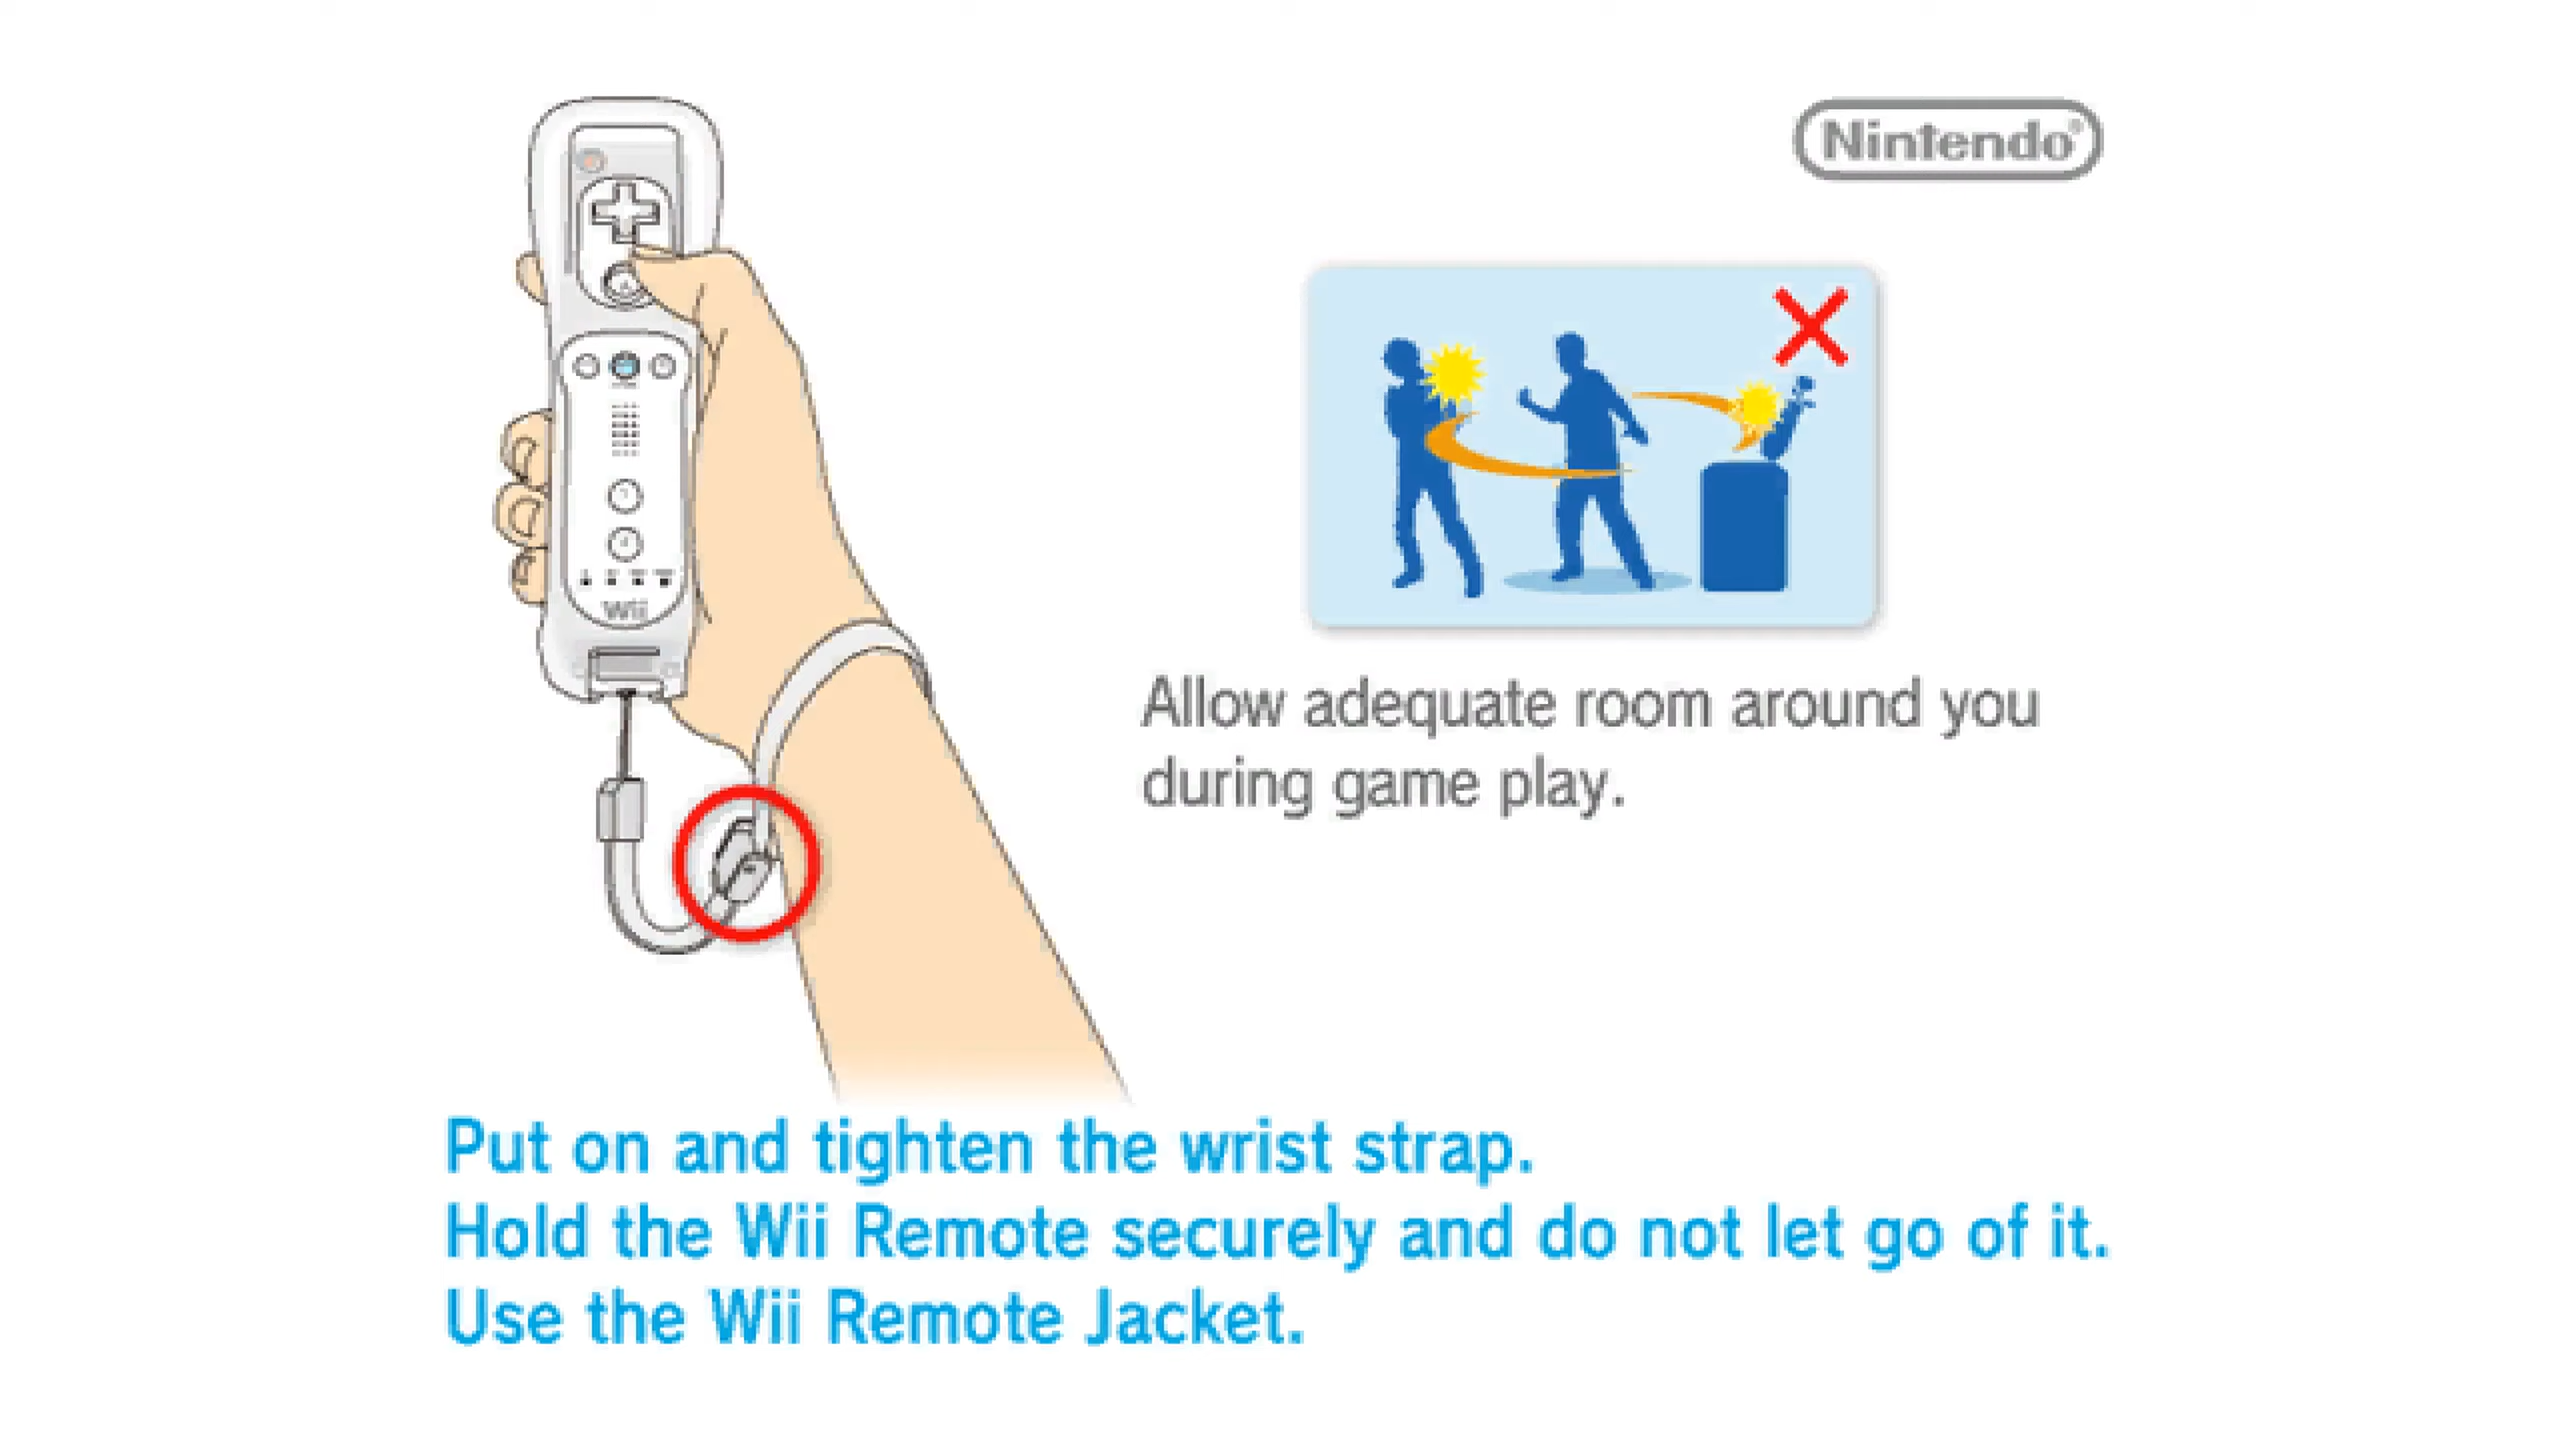 Nintendo®
Wii
Allow adequate room around you
during game play.
Put on and tighten the wrist strap.
Hold the Wii Remote securely and do not let go of it.
Use the Wii Remote Jacket.